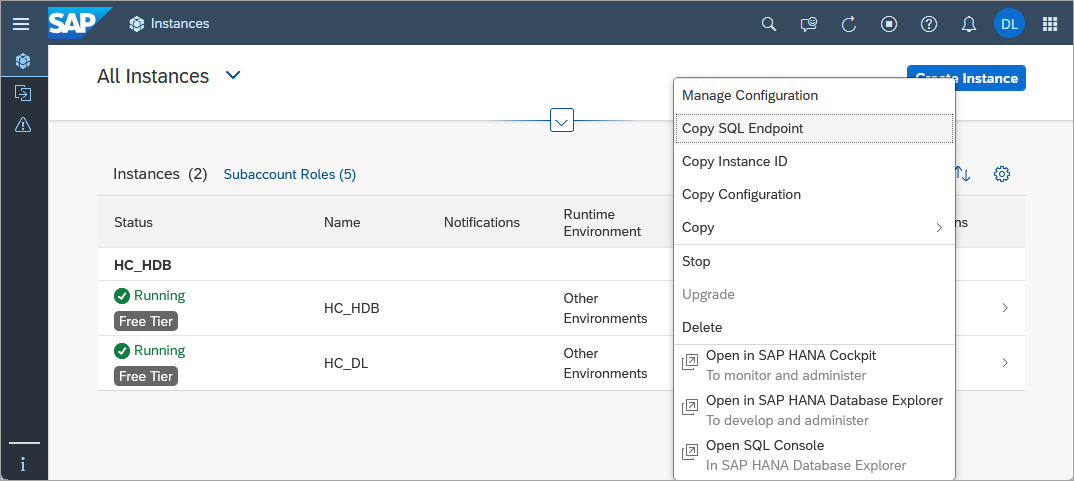 SAP Instances DL
All Instances
Create Instance
Manage Configuration
Copy SQL Endpoint
Copy Instance ID
Copy Configuration
Copy
Stop
Upgrade
Delete
Open in SAP HANA Cockpit
To monitor and administer
Open in SAP HANA Database Explorer
To develop and administer
Open SQL Console
In SAP HANA Database Explorer
Instances (2) Subaccount Roles (5)
Status Name Notifications Runtime
Environment
HC_HDB
Running
Free Tier
HC_HDB
Other
Environments
Running
Free Tier
HC_DL
Other
Environments